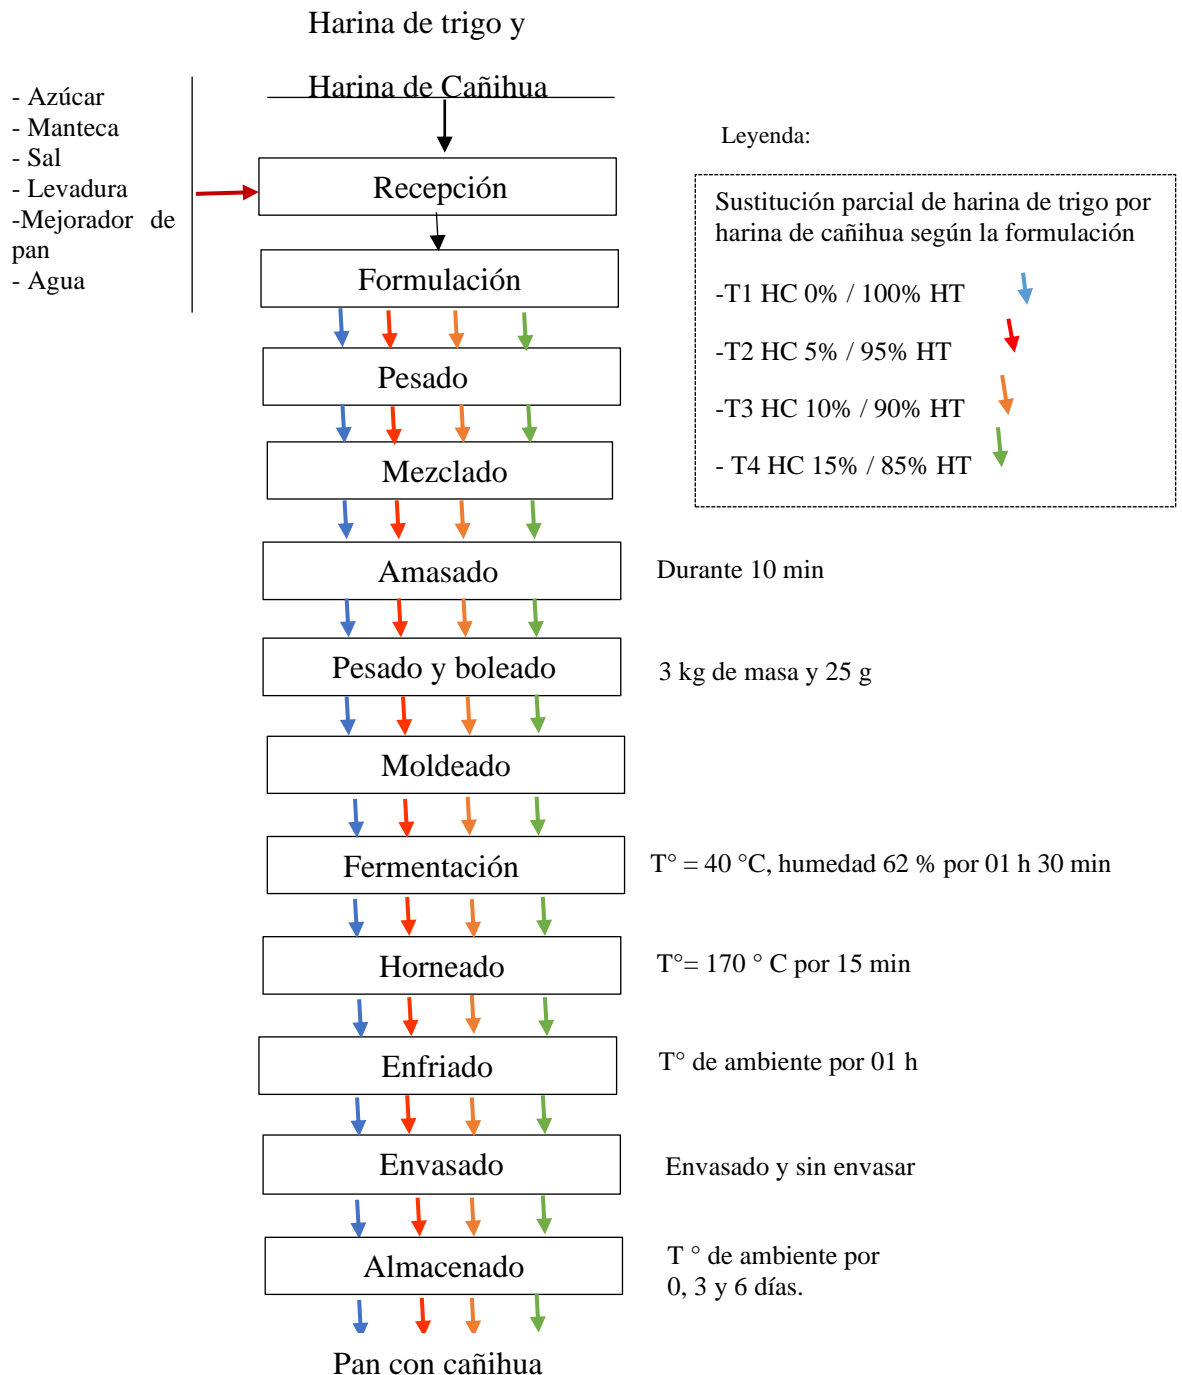 Harina de trigo y
Harina de Cañihua
- Azúcar
- Manteca
- Sal
- Levadura
-Mejorador de
pan
- Agua
Recepción
Formulación
Pesado
Mezclado
Amasado
Durante 10 min
Pesado y boleado
3 kg de masa y 25 g
Moldeado
Fermentación
T° = 40 °C, humedad 62 % por 01 h 30 min
Horneado
T°= 170 ° C por 15 min
Enfriado
T° de ambiente por 01 h
Envasado
Envasado y sin envasar
Almacenado
T ° de ambiente por
0, 3 y 6 días.
Pan con cañihua
Leyenda:
Sustitución parcial de harina de trigo por
harina de cañihua según la formulación
-T1 HC 0% / 100% HT
-T2 HC 5% / 95% HT
-T3 HC 10% / 90% HT
- T4 HC 15% / 85% HT